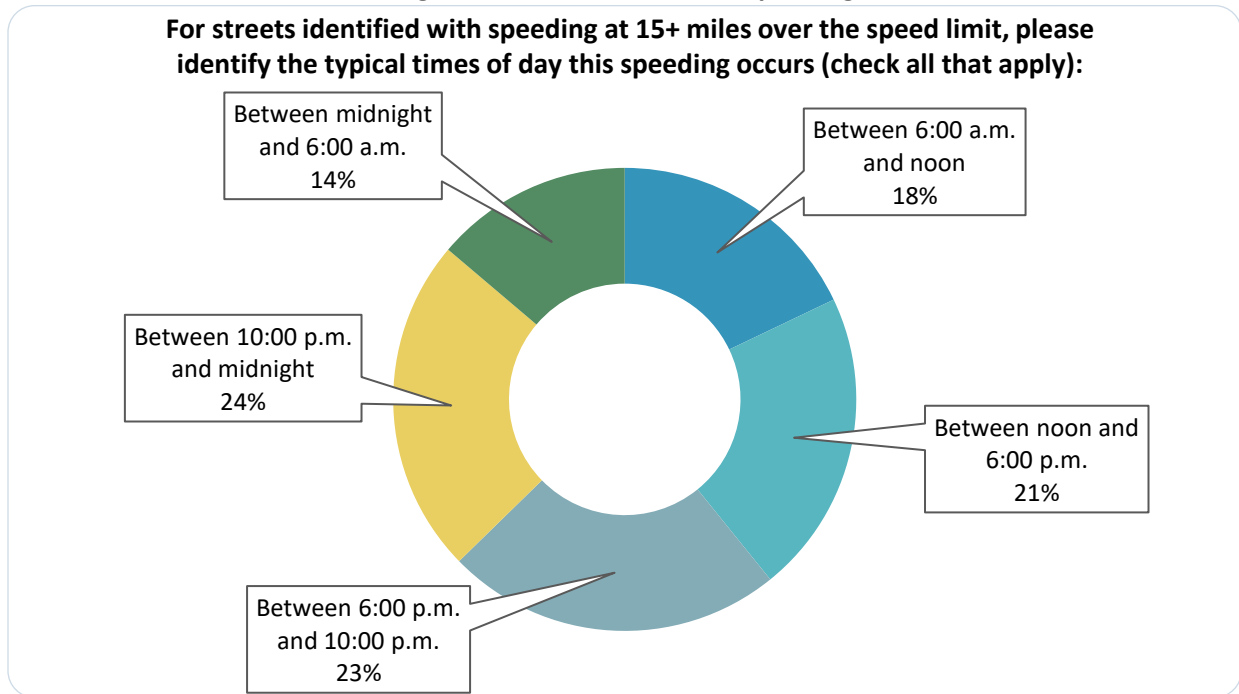 For streets identified with speeding at 15+ miles over the speed limit, please
identify the typical times of day this speeding occurs (check all that apply):
Between midnight
and 6:00 a.m.
14%
Between 6:00 a.m.
and noon
18%
Between 10:00 p.m.
and midnight
24%
Between noon and
6:00 p.m.
21%
Between 6:00 p.m.
and 10:00 p.m.
23%